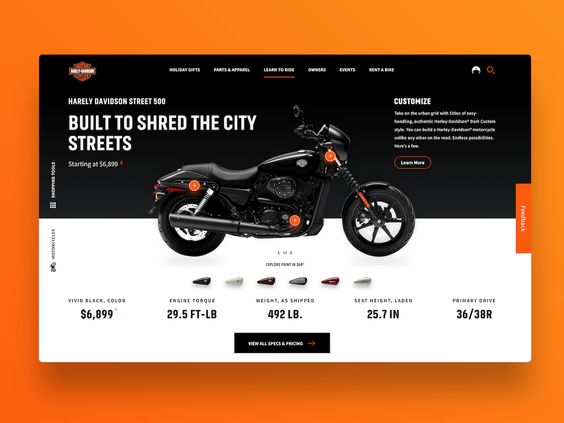 HARLEY-DAVIDSON
HOLIDAY GIFTS
PARTS & APPAREL
LEARN TO RIDE
OWNERS
EVENTS
RENT A BIKE
HARELY DAVIDSON STREET 500
BUILT TO SHRED THE CITY
STREETS
Starting at $6,899
CUSTOMIZE
Take on the urban grid with 500cc of easy-
handling, authentic Harley-Davidson® Dark Custom
style. You can build a Harley-Davidson® motorcycle
unlike any other on the road. Endless possibilities.
Here's a few.
Learn More
SHOPPING TOOLS
MOTORCYCLES
Feedback
1 of 6
EXPLORE PAINT IN 360°
VIVID BLACK, COLOR
$6,899
ENGINE TORQUE
29.5 FT-LB
WEIGHT, AS SHIPPED
492 LB.
SEAT HEIGHT, LADEN
25.7 IN
PRIMARY DRIVE
36/38R
VIEW ALL SPECS & PRICING